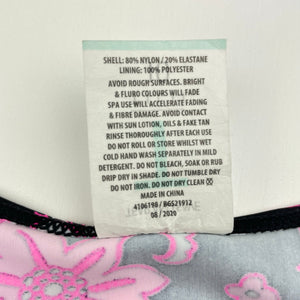 SHELL: 80% NYLON / 20% ELASTANE
LINING: 100% POLYESTER
AVOID ROUGH SURFACES. BRIGHT
& FLURO COLOURS WILL FADE
SPA USE WILL ACCELERATE FADING
& FIBRE DAMAGE. AVOID CONTACT
WITH SUN LOTION, OILS & FAKE TAN
RINSE THOROUGHLY AFTER EACH USE
DO NOT ROLL OR STORE WHILST WET
COLD HAND WASH SEPARATELY IN MILD
DETERGENT. DO NOT BLEACH, SOAK OR RUB
DRIP DRY IN SHADE. DO NOT TUMBLE DRY
DO NOT IRON. DO NOT DRY CLEAN
MADE IN CHINA
4106198 / BGS21912
08 / 2020